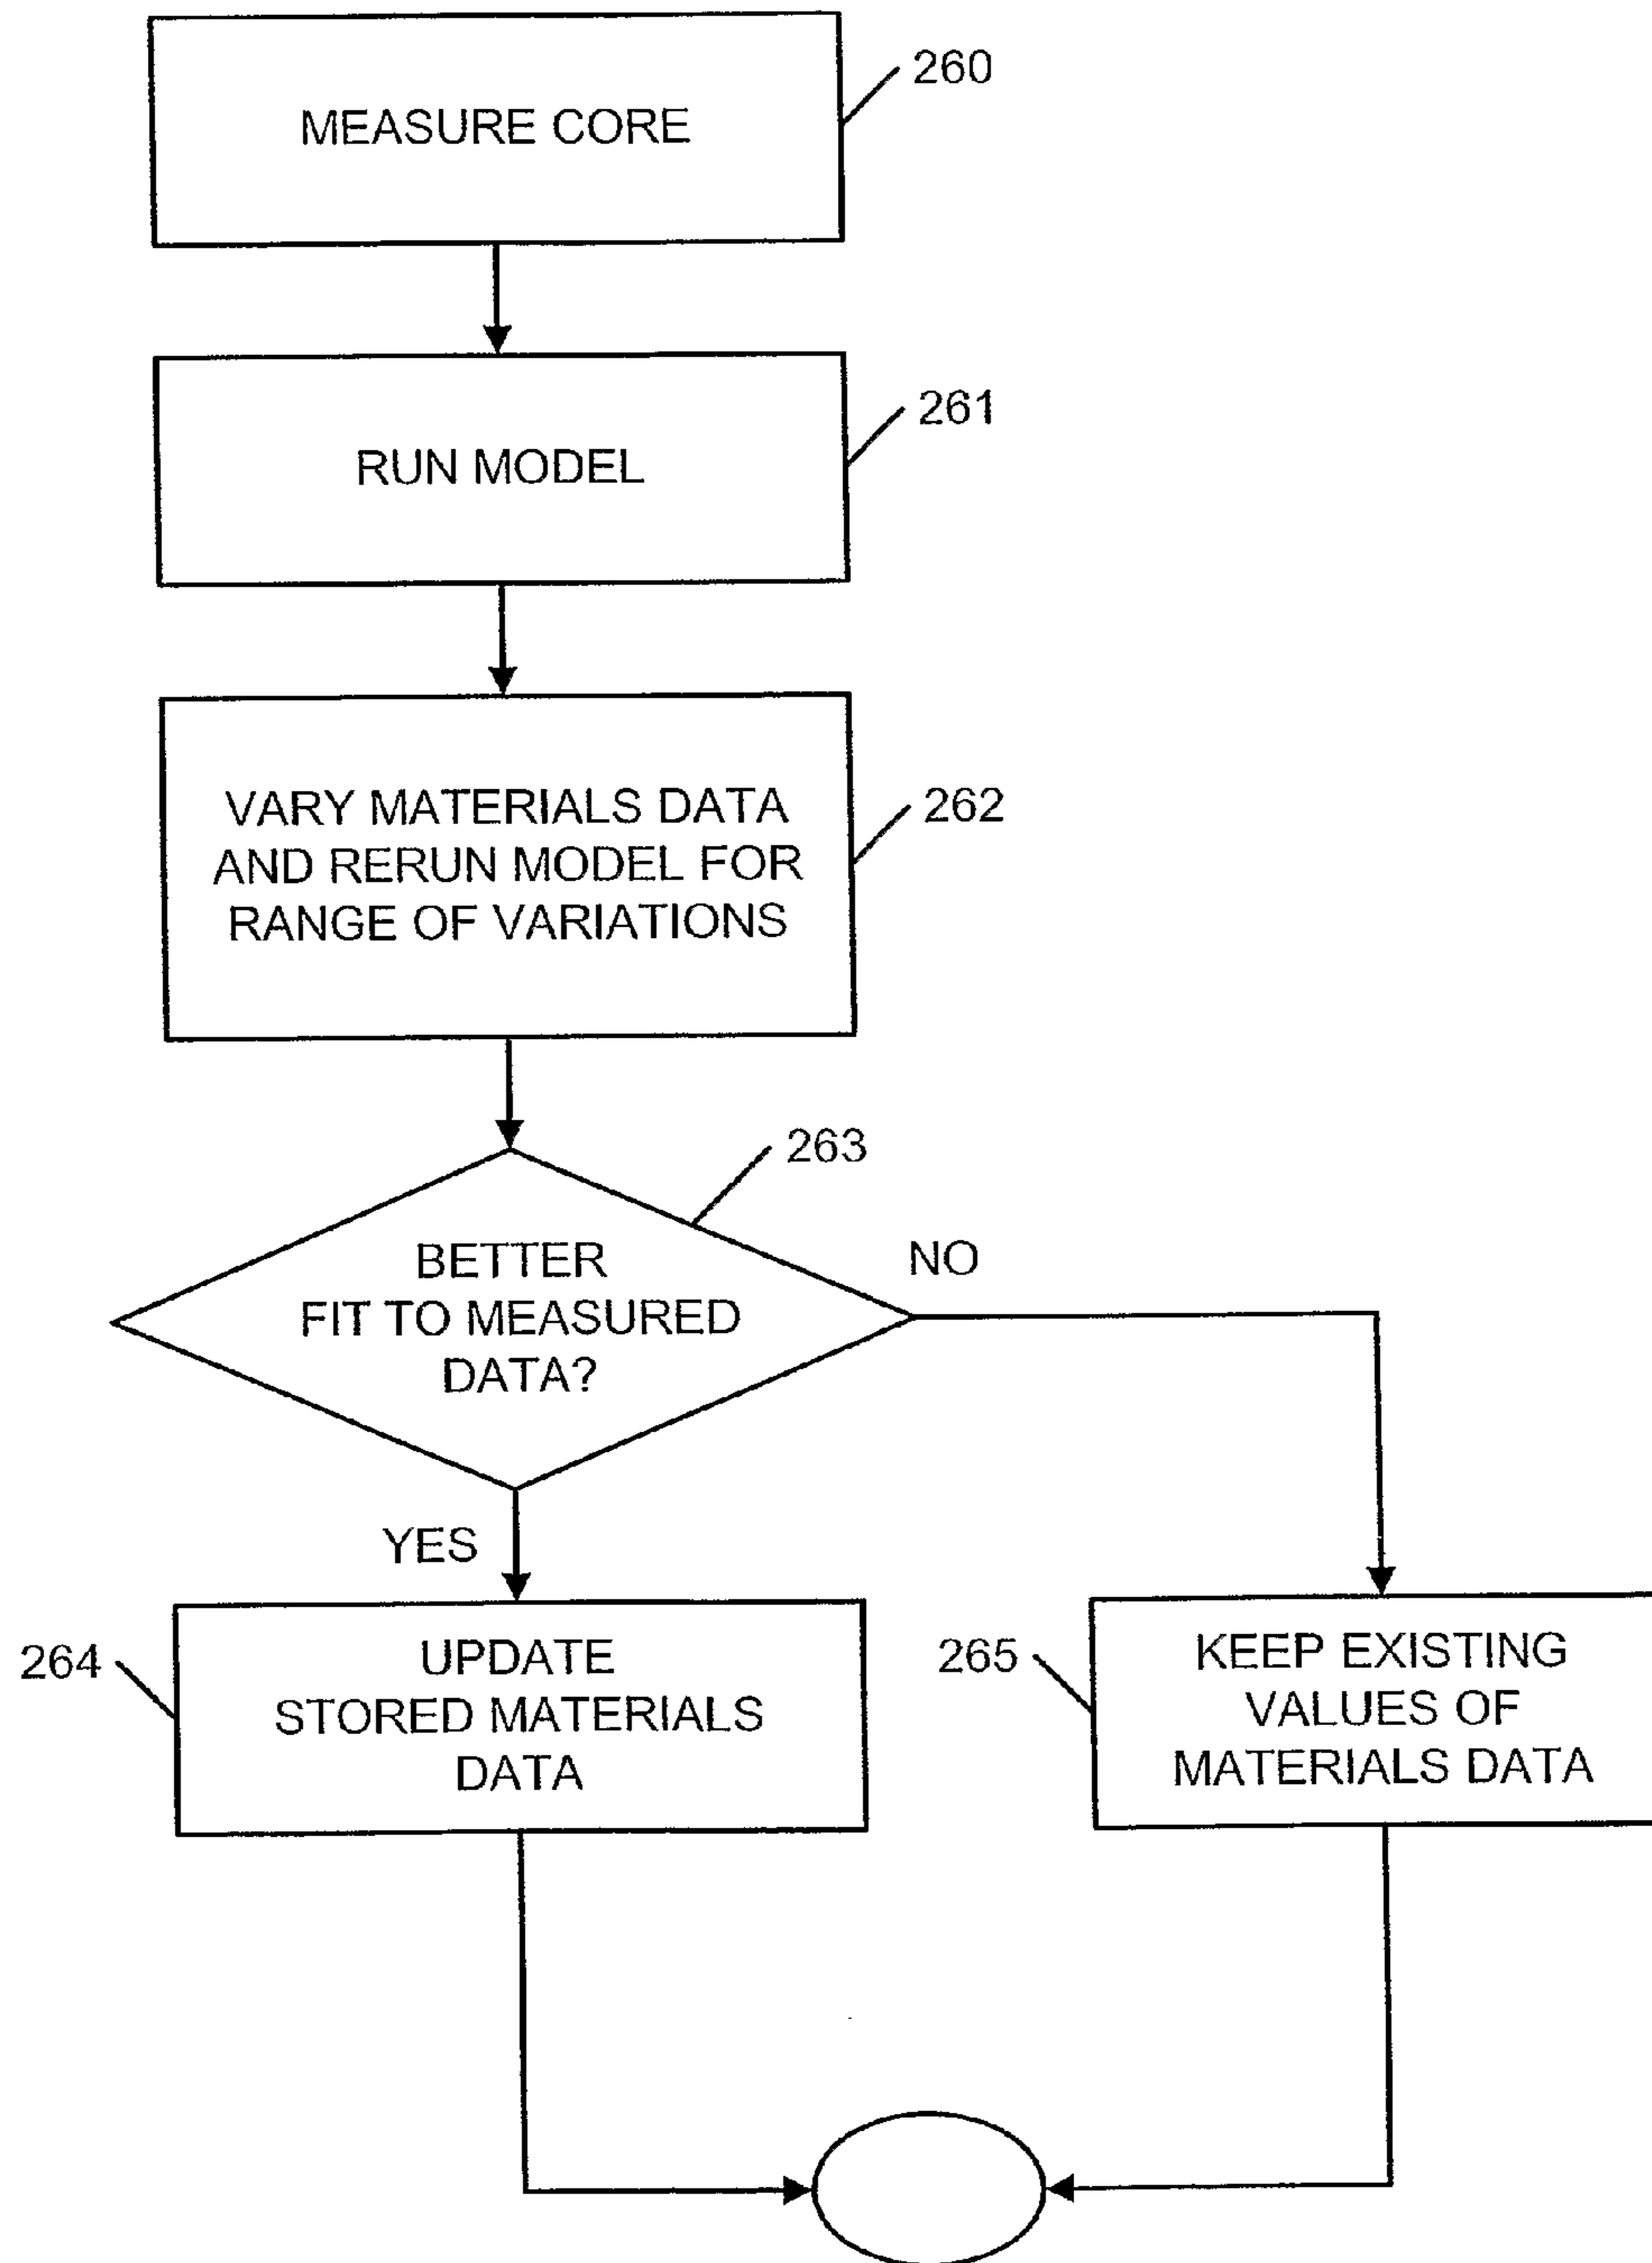 MEASURE CORE
260
RUN MODEL
261
VARY MATERIALS DATA
AND RERUN MODEL FOR
RANGE OF VARIATIONS
262
263
BETTER
FIT TO MEASURED
DATA?
NO
YES
264
UPDATE
STORED MATERIALS
DATA
265
KEEP EXISTING
VALUES OF
MATERIALS DATA